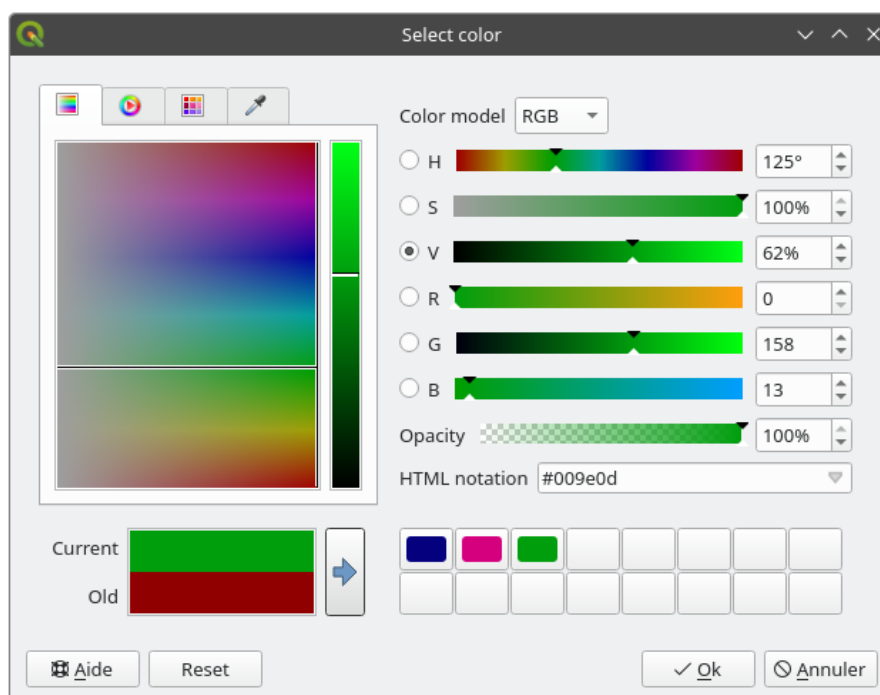 Select color
Color model RGB
H 125°
S 100%
V 62%
R 0
G 158
B 13
Opacity 100%
HTML notation #009e0d
Current
Old
Aide Reset Ok Annuler